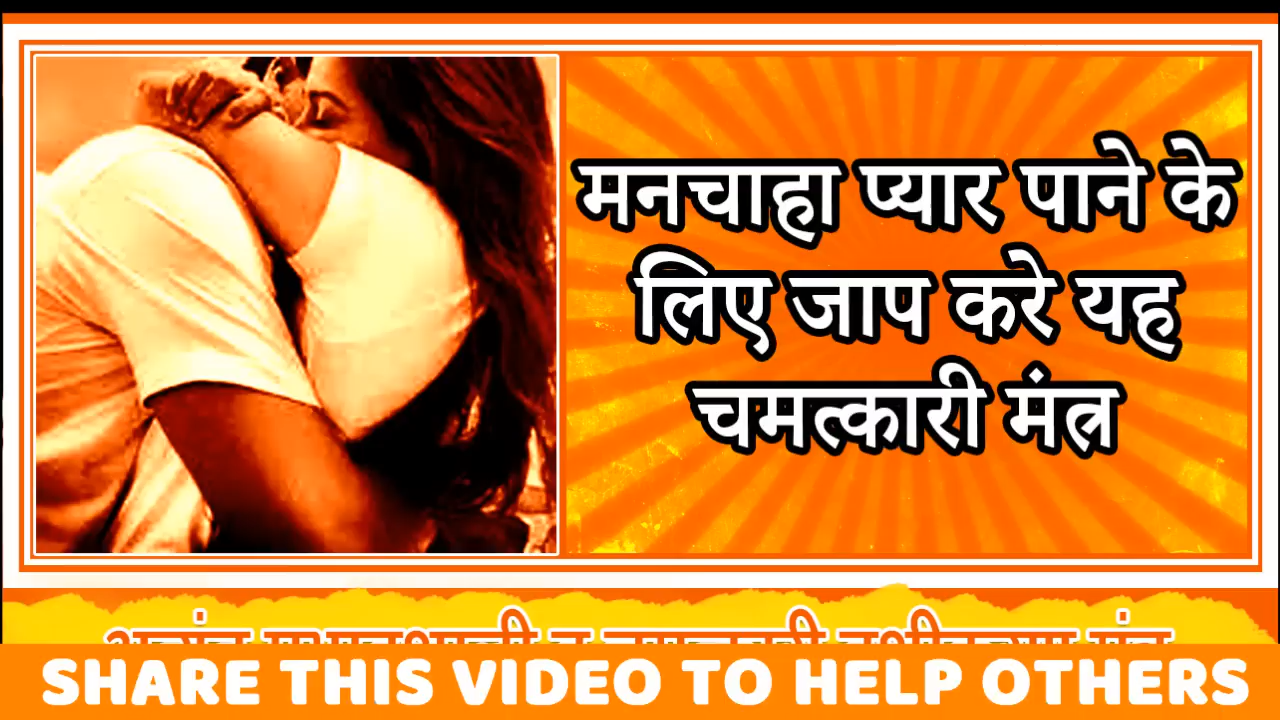 मनचाहा प्यार पाने के
लिए जाप करे यह
चमत्कारी मंत्र
SHARE THIS VIDEO TO HELP OTHERS